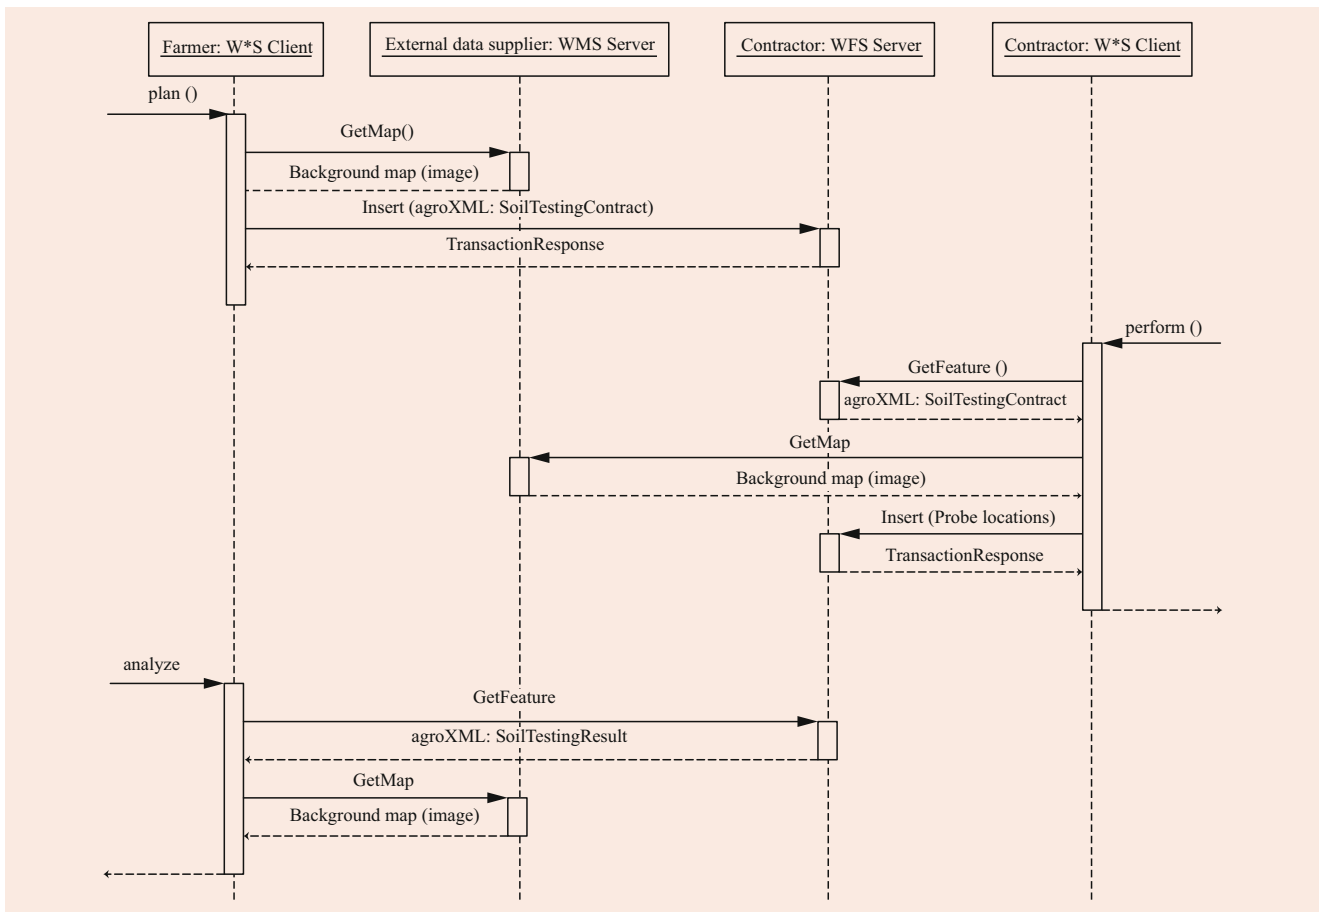 Farmer: W*S Client
External data supplier: WMS Server
Contractor: WFS Server
Contractor: W*S Client
plan ()
GetMap()
Background map (image)
Insert (agroXML: SoilTestingContract)
TransactionResponse
perform ()
GetFeature ()
agroXML: SoilTestingContract
GetMap
Background map (image)
Insert (Probe locations)
TransactionResponse
analyze
GetFeature
agroXML: SoilTestingResult
GetMap
Background map (image)